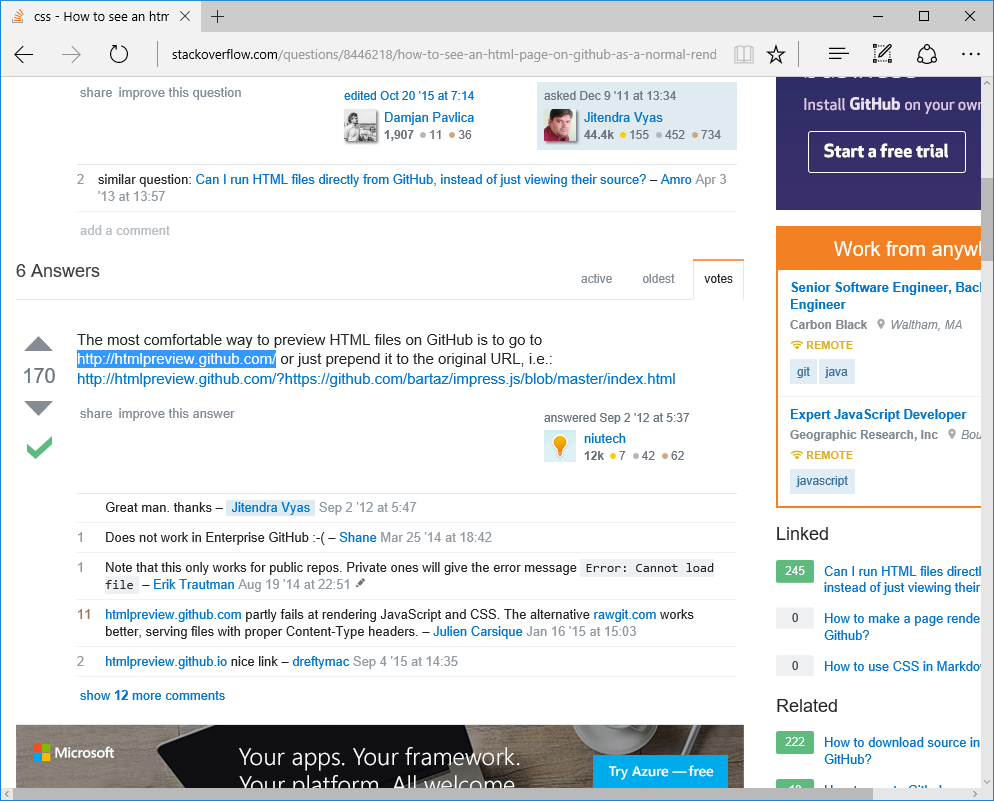 css - How to see an htm
stackoverflow.com/questions/8446218/how-to-see-an-html-page-on-github-as-a-normal-rend
share improve this question
edited Oct 20 '15 at 7:14
Damjan Pavlica
1,907 11 36
asked Dec 9 '11 at 13:34
Jitendra Vyas
44.4k 155 452 734
2 similar question: Can I run HTML files directly from GitHub, instead of just viewing their source? – Amro Apr 3
'13 at 13:57
add a comment
6 Answers
active oldest votes
170
The most comfortable way to preview HTML files on GitHub is to go to
http://htmlpreview.github.com/ or just prepend it to the original URL, i.e.:
http://htmlpreview.github.com/?https://github.com/bartaz/impress.js/blob/master/index.html
share improve this answer
answered Sep 2 '12 at 5:37
niutech
12k 7 42 62
Great man. thanks – Jitendra Vyas Sep 2 '12 at 5:47
1 Does not work in Enterprise GitHub :-( – Shane Mar 25 '14 at 18:42
1 Note that this only works for public repos. Private ones will give the error message Error: Cannot load
file – Erik Trautman Aug 19 '14 at 22:51
11 htmlpreview.github.com partly fails at rendering JavaScript and CSS. The alternative rawgit.com works
better, serving files with proper Content-Type headers. – Julien Carsique Jan 16 '15 at 15:03
2 htmlpreview.github.io nice link – dreftymac Sep 4 '15 at 14:35
show 12 more comments
Microsoft
Your apps. Your framework.
Your platform. All welcome
Try Azure — free
Install GitHub on your own
Start a free trial
Work from anywh
Senior Software Engineer, Bac
Engineer
Carbon Black Waltham, MA
REMOTE
git java
Expert JavaScript Developer
Geographic Research, Inc Bou
REMOTE
javascript
Linked
245 Can I run HTML files directl
instead of just viewing their
0 How to make a page rende
Github?
0 How to use CSS in Markdo
Related
222 How to download source in
GitHub?